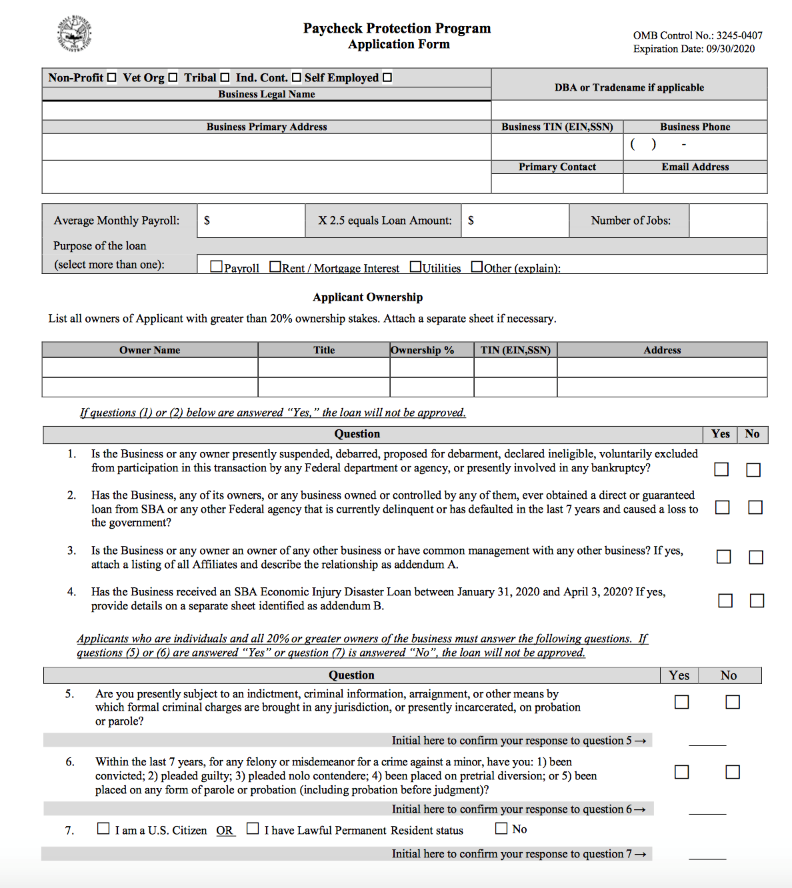 Paycheck Protection Program
Application Form
OMB Control No.: 3245-0407
Expiration Date: 09/30/2020
Non-Profit ☐ Vet Org ☐ Tribal ☐ Ind. Cont. ☐ Self Employed ☐
Business Legal Name
DBA or Tradename if applicable
Business Primary Address
Business TIN (EIN,SSN)
Business Phone
( ) -
Primary Contact
Email Address
Average Monthly Payroll:
$
X 2.5 equals Loan Amount:
$
Number of Jobs:
Purpose of the loan
(select more than one):
☐Payroll ☐Rent / Mortgage Interest ☐Utilities ☐Other (explain):
Applicant Ownership
List all owners of Applicant with greater than 20% ownership stakes. Attach a separate sheet if necessary.
Owner Name
Title
Ownership %
TIN (EIN,SSN)
Address
If questions (1) or (2) below are answered “Yes,” the loan will not be approved.
Question
Yes
No
1. Is the Business or any owner presently suspended, debarred, proposed for debarment, declared ineligible, voluntarily excluded
from participation in this transaction by any Federal department or agency, or presently involved in any bankruptcy?
2. Has the Business, any of its owners, or any business owned or controlled by any of them, ever obtained a direct or guaranteed
loan from SBA or any other Federal agency that is currently delinquent or has defaulted in the last 7 years and caused a loss to
the government?
3. Is the Business or any owner an owner of any other business or have common management with any other business? If yes,
attach a listing of all Affiliates and describe the relationship as addendum A.
4. Has the Business received an SBA Economic Injury Disaster Loan between January 31, 2020 and April 3, 2020? If yes,
provide details on a separate sheet identified as addendum B.
Applicants who are individuals and all 20% or greater owners of the business must answer the following questions. If
questions (5) or (6) are answered “Yes” or question (7) is answered “No”, the loan will not be approved.
Question
Yes
No
5. Are you presently subject to an indictment, criminal information, arraignment, or other means by
which formal criminal charges are brought in any jurisdiction, or presently incarcerated, on probation
or parole?
Initial here to confirm your response to question 5→
6. Within the last 7 years, for any felony or misdemeanor for a crime against a minor, have you: 1) been
convicted; 2) pleaded guilty; 3) pleaded nolo contendere; 4) been placed on pretrial diversion; or 5) been
placed on any form of parole or probation (including probation before judgment)?
Initial here to confirm your response to question 6→
7. ☐ I am a U.S. Citizen OR ☐ I have Lawful Permanent Resident status ☐ No
Initial here to confirm your response to question 7→